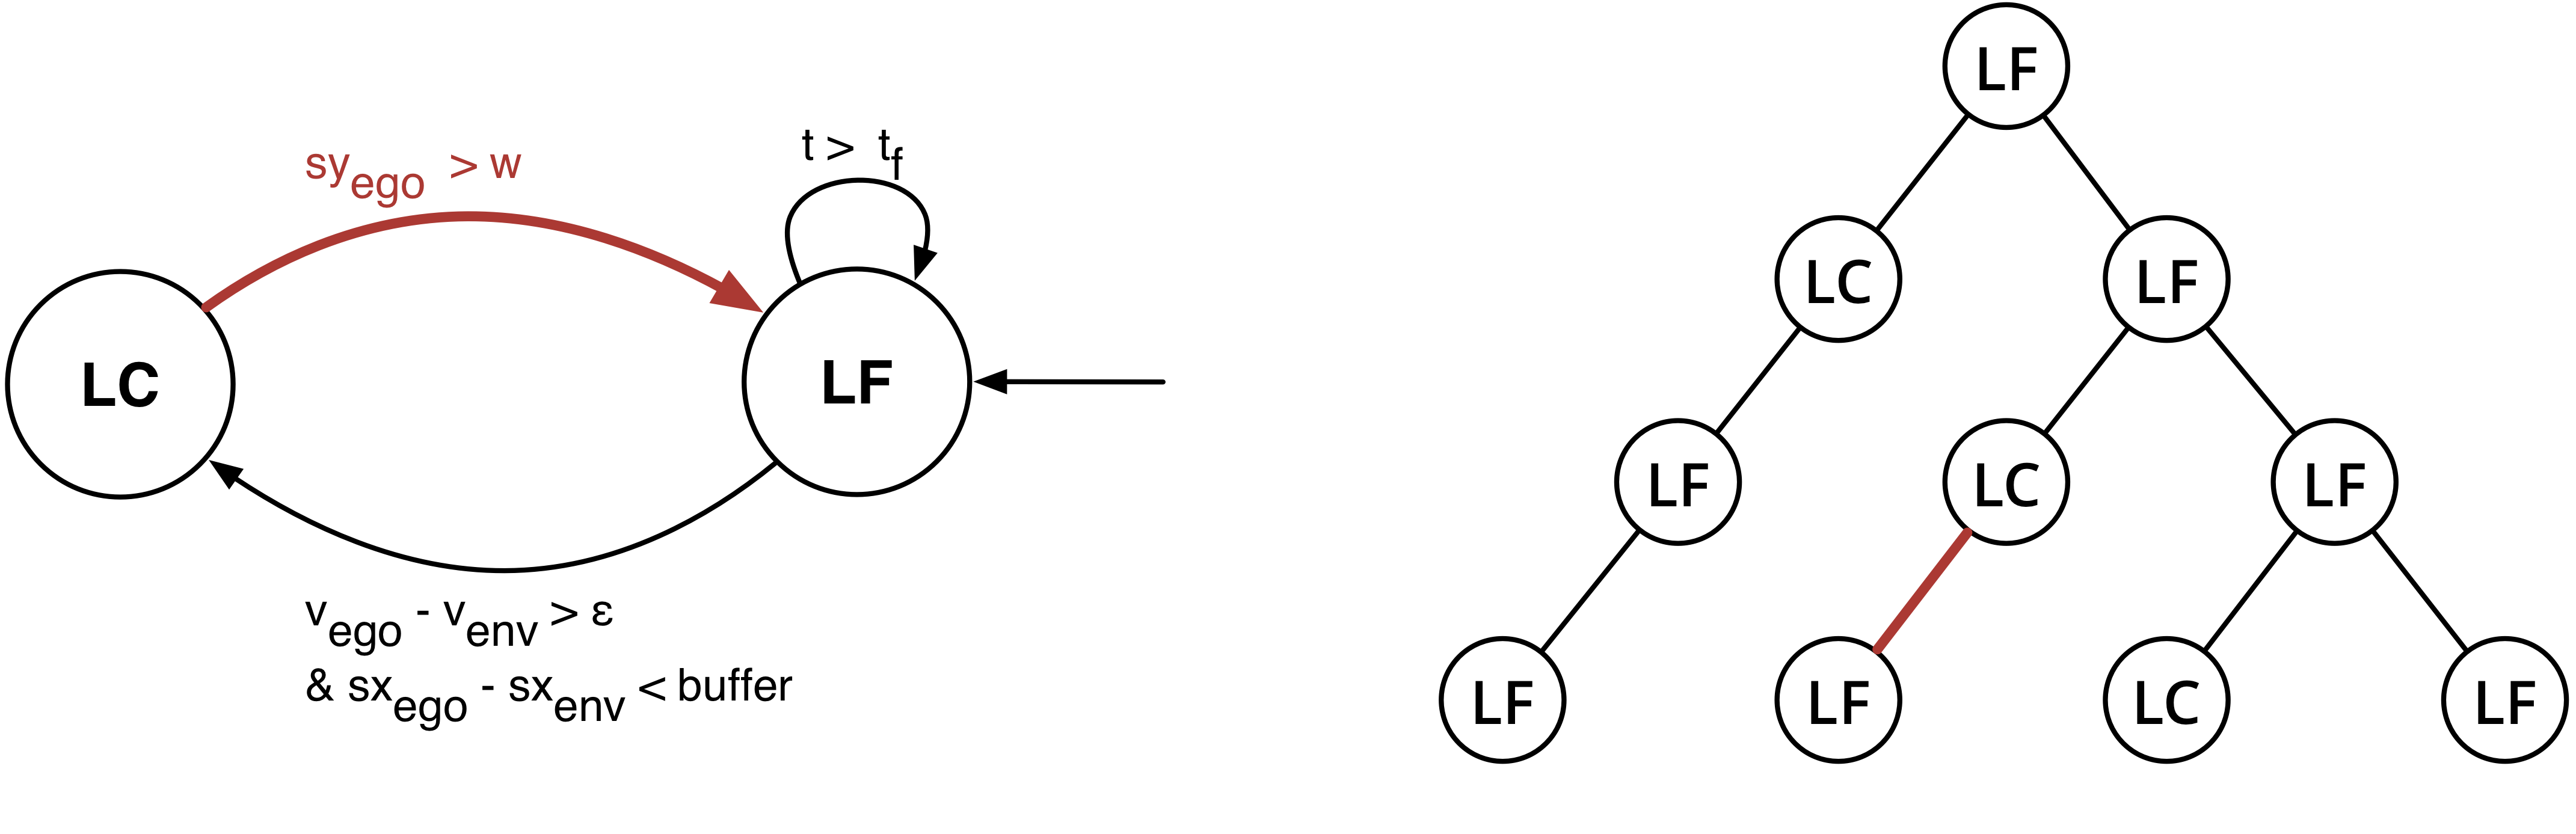 sy_ego > w
t > t_f
LC
LF
v_ego - v_env > ε
& sx_ego - sx_env < buffer
LF
LC LF
LF LC LF
LF LF LC LF